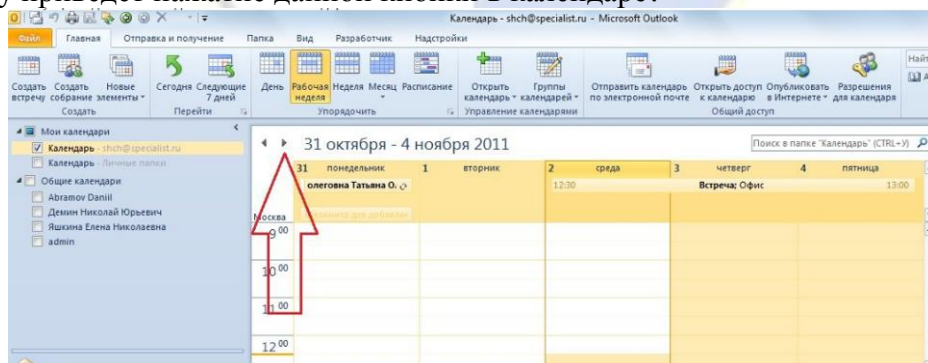 у приведет нажатие данной иконки в календаре?
Календарь - shch@specialist.ru - Microsoft Outlook
Файл Главная Отправка и получение Папка Вид Разработчик Надстройки
Создать встречу
Создать собрание
Новые элементы
Создать
Сегодня
Следующие 7 дней
Перейти
День
Рабочая неделя
Неделя
Месяц
Расписание
Упорядочить
Открыть календарь
Группы календарей
Управление календарями
Отправить календарь по электронной почте
Открыть доступ к календарю
Опубликовать в Интернете
Разрешения для календаря
Общий доступ
Найт
Мои календари
Календарь - shch@specialist.ru
Календарь - Личные папки
Общие календари
Abramov Daniil
Демин Николай Юрьевич
Яшкина Елена Николаевна
admin
31 октября - 4 ноября 2011
Поиск в папке "Календарь" (CTRL+У)
31 понедельник 1 вторник 2 среда 3 четверг 4 пятница
олеговна Татьяна О.
12:30 Встреча; Офис 13:00
Москва
9 00
10 00
11 00
12 00